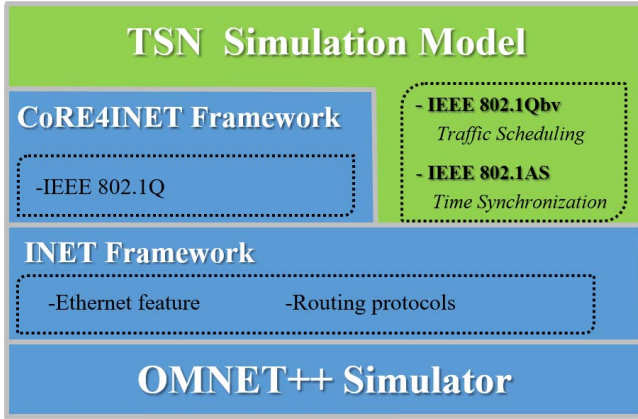 TSN Simulation Model
CoRE4INET Framework
-IEEE 802.1Q
- IEEE 802.1Qbv
Traffic Scheduling
- IEEE 802.1AS
Time Synchronization
INET Framework
-Ethernet feature -Routing protocols
OMNET++ Simulator